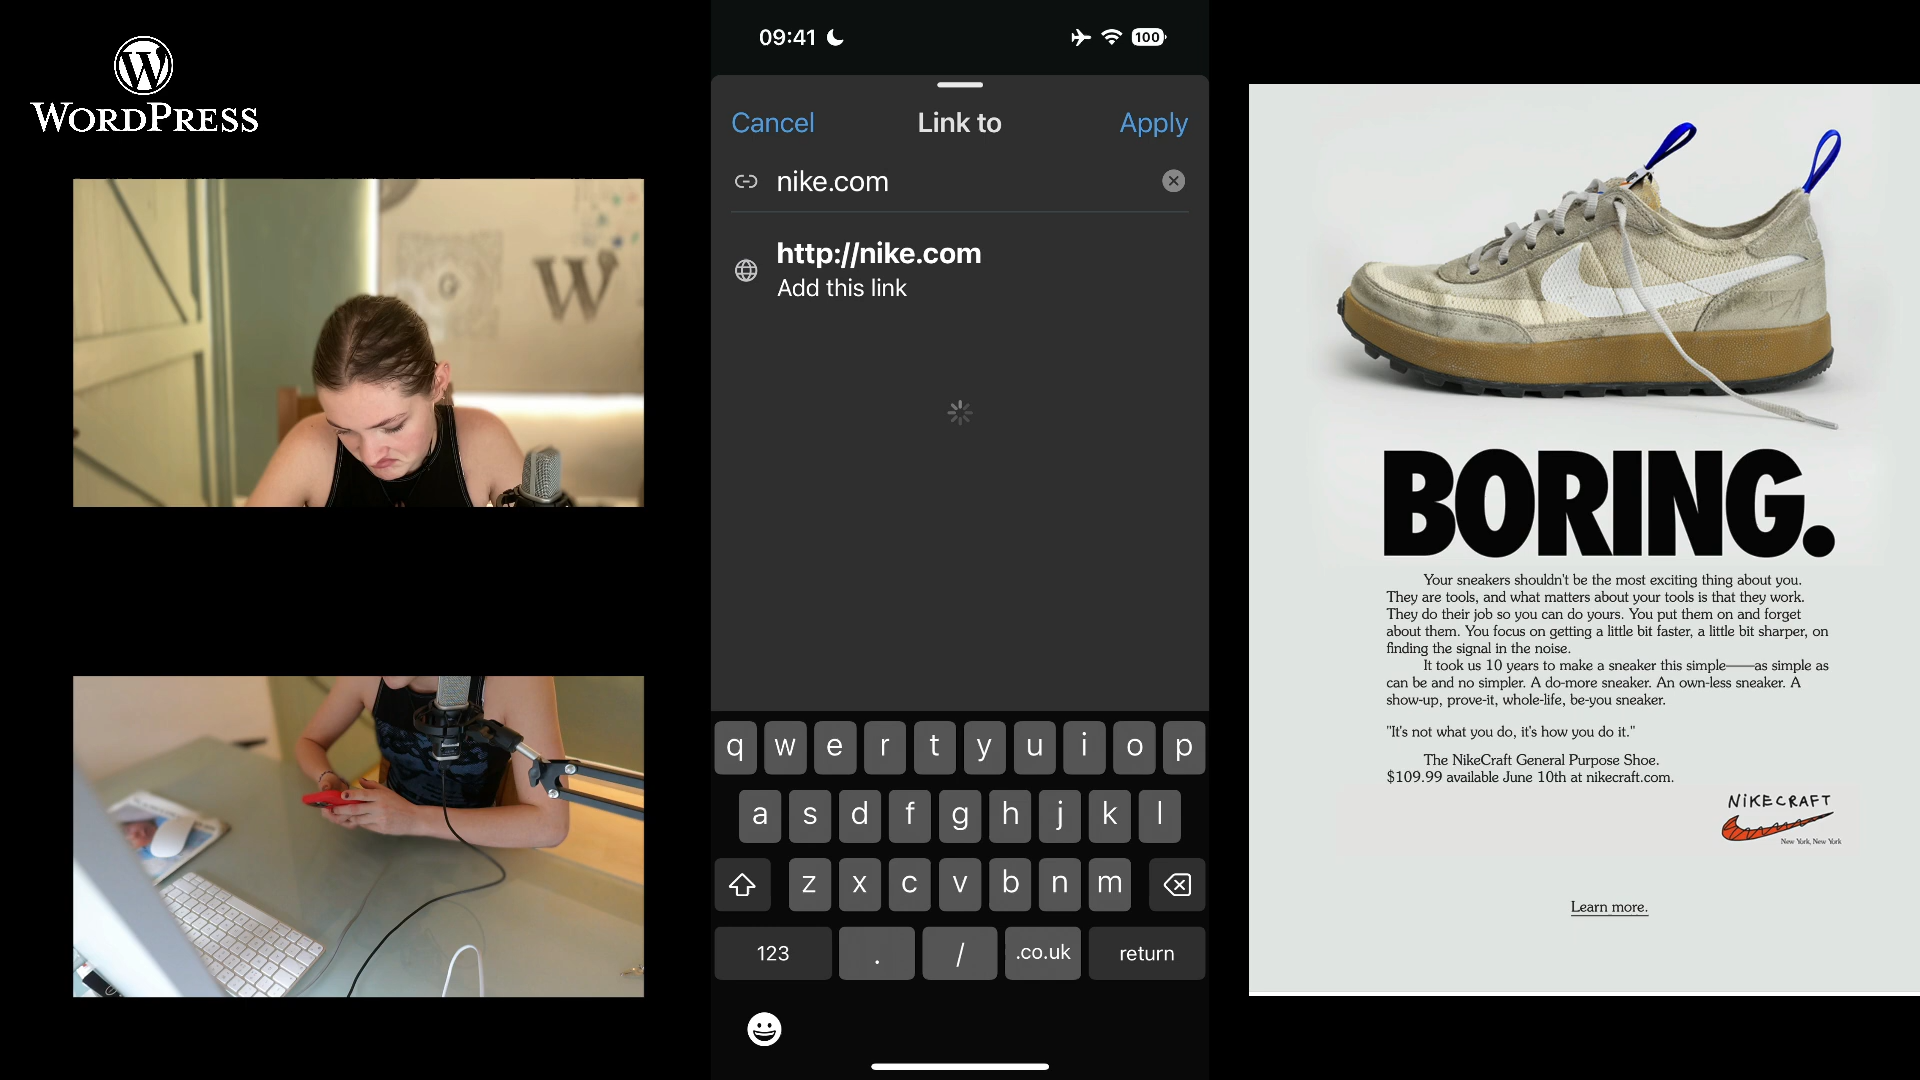 WORDPRESS
W
09:41
100
Cancel
Link to
Apply
nike.com
http://nike.com
Add this link
q w e r t y u i o p
a s d f g h j k l
z x c v b n m
123
.
/
.co.uk
return
BORING.
Your sneakers shouldn't be the most exciting thing about you.
They are tools, and what matters about your tools is that they work.
They do their job so you can do yours. You put them on and forget
about them. You focus on getting a little bit faster, a little bit sharper, on
finding the signal in the noise.
It took us 10 years to make a sneaker this simple——as simple as
can be and no simpler. A do-more sneaker. An own-less sneaker. A
show-up, prove-it, whole-life, be-you sneaker.
"It's not what you do, it's how you do it."
The NikeCraft General Purpose Shoe.
$109.99 available June 10th at nikecraft.com.
NIKECRAFT
New York, New York
Learn more.